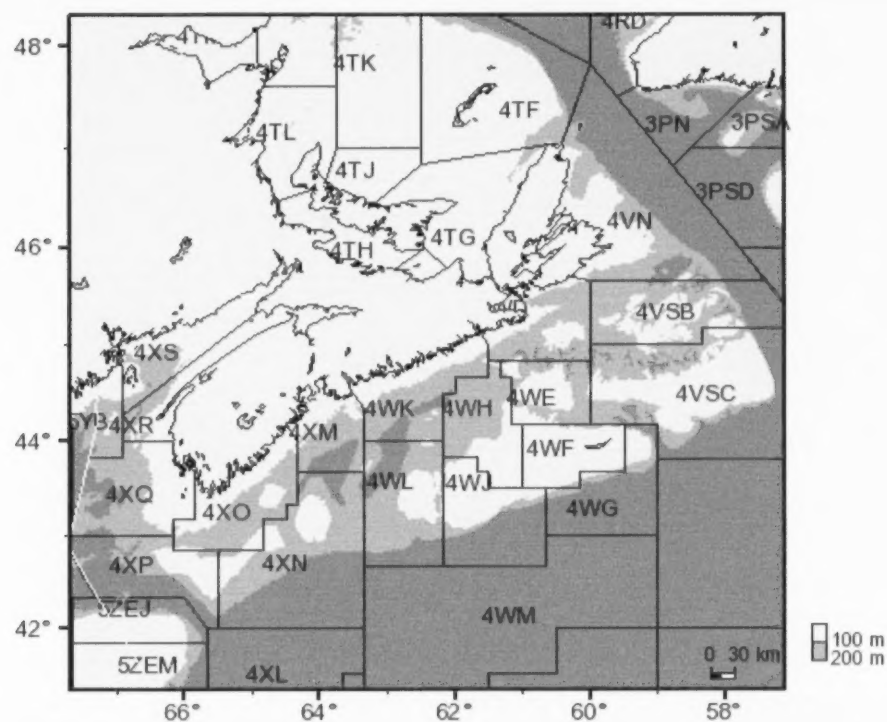 4RD
48°
4TK
4TF
4TL
3PN
3PSA
4TJ
3PSD
4VN
46°
4TG
4TH
4VSB
4XS
4VSC
4WK
4WH
4WE
5YB
4XR
44°
4XM
4WF
4XQ
4WL
4WJ
4XO
4WG
4XP
4XN
42°
5ZEJ
4WM
100 m
200 m
5ZEM
4XL
0 30 km
66°
64°
62°
60°
58°